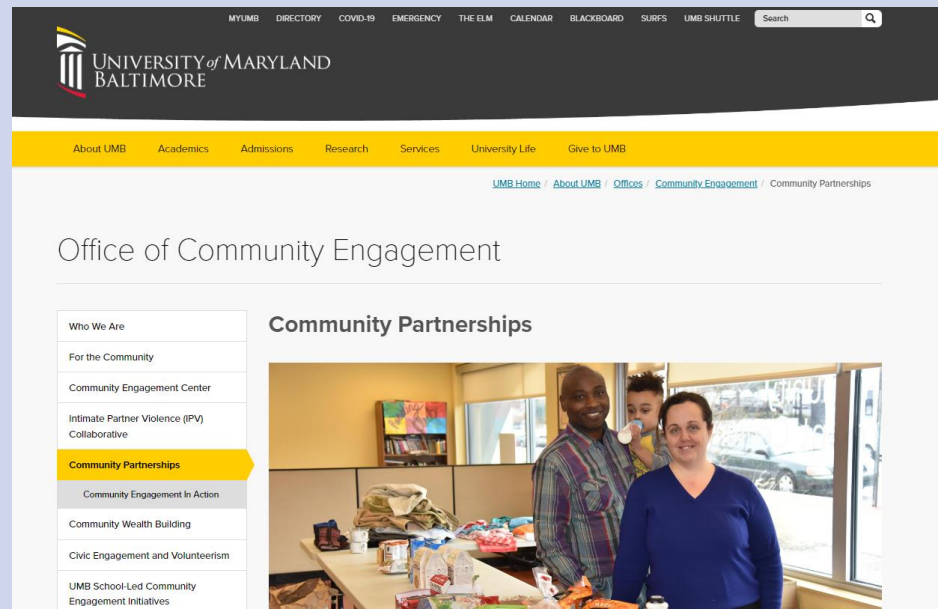 MYUMB DIRECTORY COVID-19 EMERGENCY THE ELM CALENDAR BLACKBOARD SURFS UMB SHUTTLE Search
UNIVERSITY of MARYLAND
BALTIMORE
About UMB Academics Admissions Research Services University Life Give to UMB
UMB Home / About UMB / Offices / Community Engagement / Community Partnerships
Office of Community Engagement
Who We Are
For the Community
Community Engagement Center
Intimate Partner Violence (IPV)
Collaborative
Community Partnerships
Community Engagement In Action
Community Wealth Building
Civic Engagement and Volunteerism
UMB School-Led Community
Engagement Initiatives
Community Partnerships